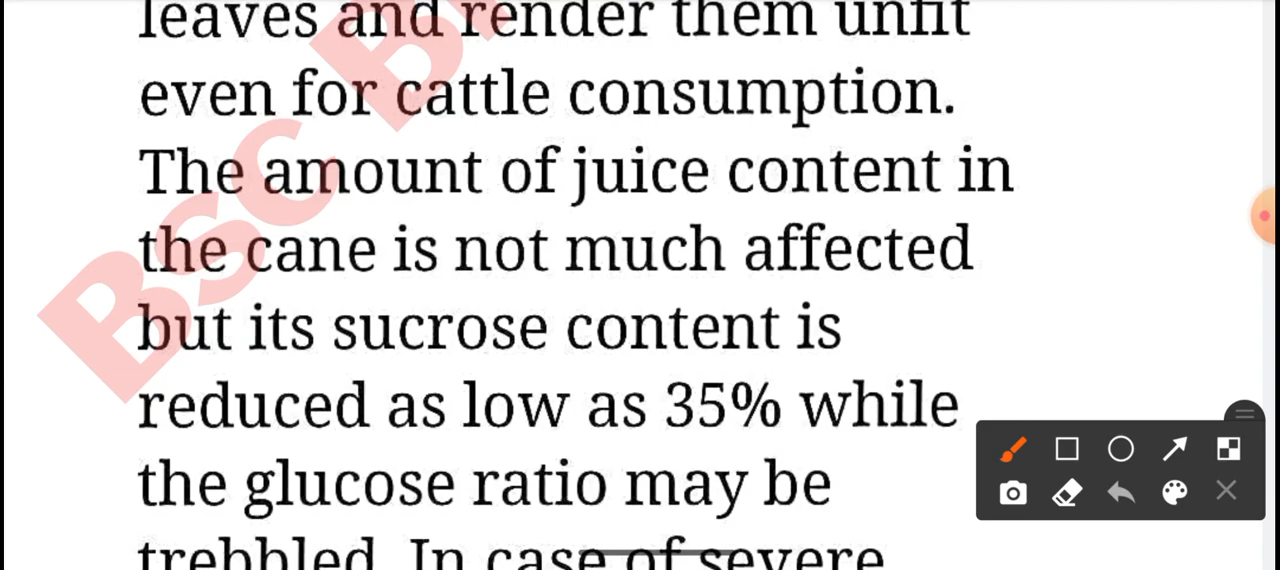 leaves and render them unfit
even for cattle consumption.
The amount of juice content in
the cane is not much affected
but its sucrose content is
reduced as low as 35% while
the glucose ratio may be
trebbled. In case of severe
Bsc